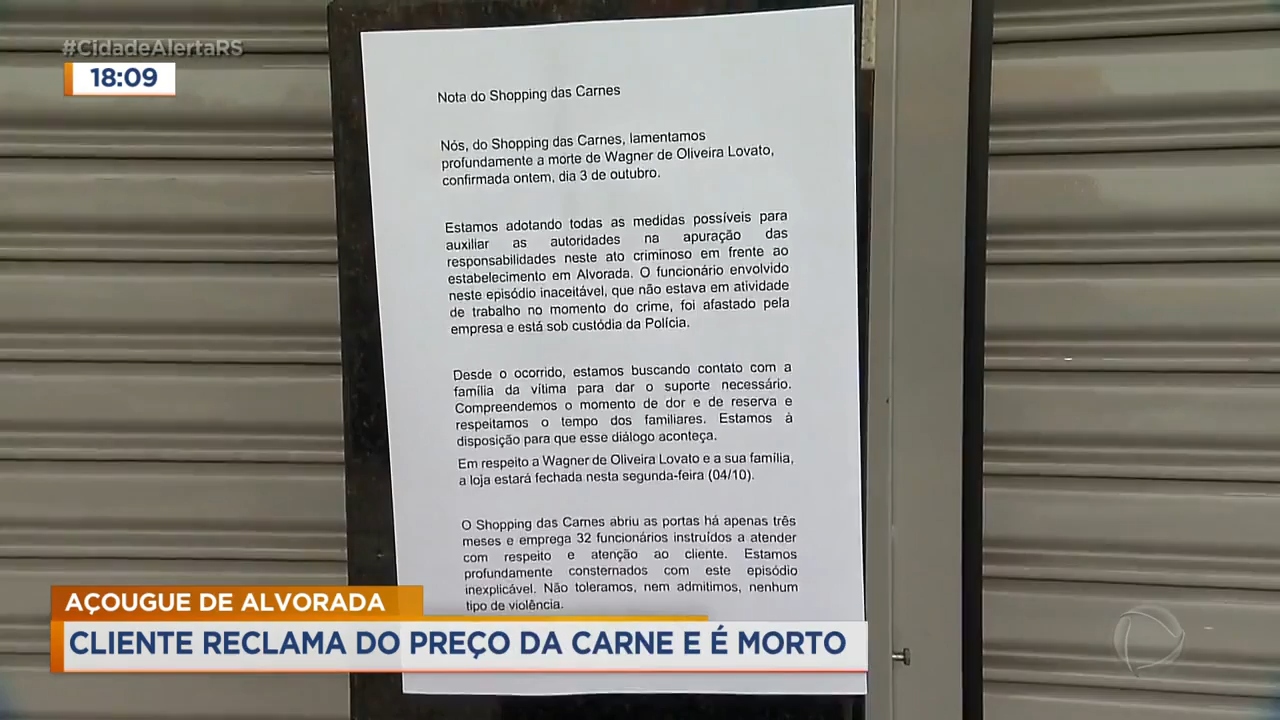 #CidadeAlertaRS
18:09
Nota do Shopping das Carnes
Nós, do Shopping das Carnes, lamentamos
profundamente a morte de Wagner de Oliveira Lovato,
confirmada ontem, dia 3 de outubro.
Estamos adotando todas as medidas possíveis para
auxiliar as autoridades na apuração das
responsabilidades neste ato criminoso em frente ao
estabelecimento em Alvorada. O funcionário envolvido
neste episódio inaceitável, que não estava em atividade
de trabalho no momento do crime, foi afastado pela
empresa e está sob custódia da Polícia.
Desde o ocorrido, estamos buscando contato com a
família da vítima para dar o suporte necessário.
Compreendemos o momento de dor e de reserva e
respeitamos o tempo dos familiares. Estamos à
disposição para que esse diálogo aconteça.
Em respeito a Wagner de Oliveira Lovato e a sua família,
a loja estará fechada nesta segunda-feira (04/10).
O Shopping das Carnes abriu as portas há apenas três
meses e emprega 32 funcionários instruídos a atender
com respeito e atenção ao cliente. Estamos
profundamente consternados com este episódio
inexplicável. Não toleramos, nem admitimos, nenhum
tipo de violência.
AÇOUGUE DE ALVORADA
CLIENTE RECLAMA DO PREÇO DA CARNE E É MORTO